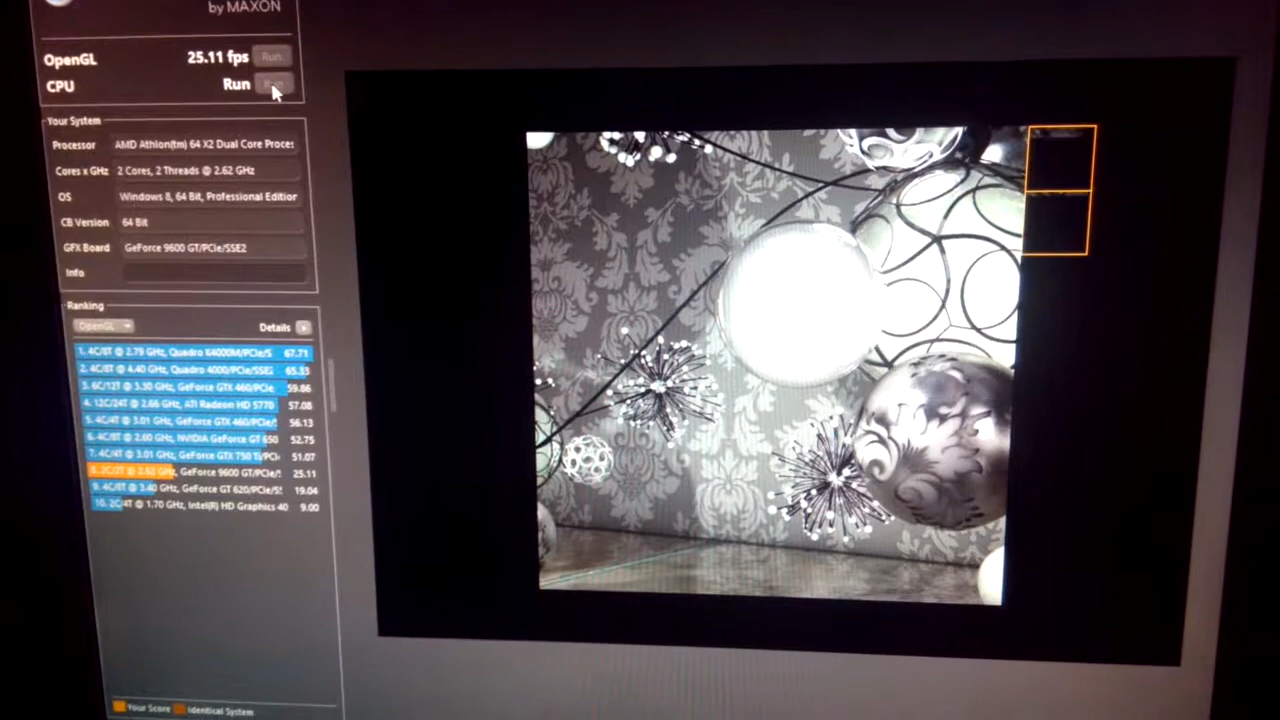 by MAXON
OpenGL 25.11 fps Run
CPU Run
Your System
Processor AMD Athlon(tm) 64 X2 Dual Core Proces
Cores x GHz 2 Cores, 2 Threads @ 2.62 GHz
OS Windows 8, 64 Bit, Professional Edition
CB Version 64 Bit
GFX Board GeForce 9600 GT/PCIe/SSE2
Info
Ranking
OpenGL Details
1. 4C/8T @ 2.79 GHz, Quadro K4000M/PCIe/S 67.71
2. 4C/8T @ 4.40 GHz, Quadro 4000/PCIe/SSE2 65.33
3. 6C/12T @ 3.30 GHz, GeForce GTX 460/PCIe 59.86
4. 12C/24T @ 2.66 GHz, ATI Radeon HD 5770 57.08
5. 4C/4T @ 3.01 GHz, GeForce GTX 460/PCIe/ 56.13
6. 4C/8T @ 2.60 GHz, NVIDIA GeForce GT 650 52.75
7. 4C/4T @ 3.01 GHz, GeForce GTX 750 Ti/PCI 51.07
8. 2C/2T @ 2.62 GHz, GeForce 9600 GT/PCIe/S 25.11
9. 4C/8T @ 3.40 GHz, GeForce GT 620/PCIe/S 19.04
10. 2C/4T @ 1.70 GHz, Intel(R) HD Graphics 40 9.00
Your Score Identical System